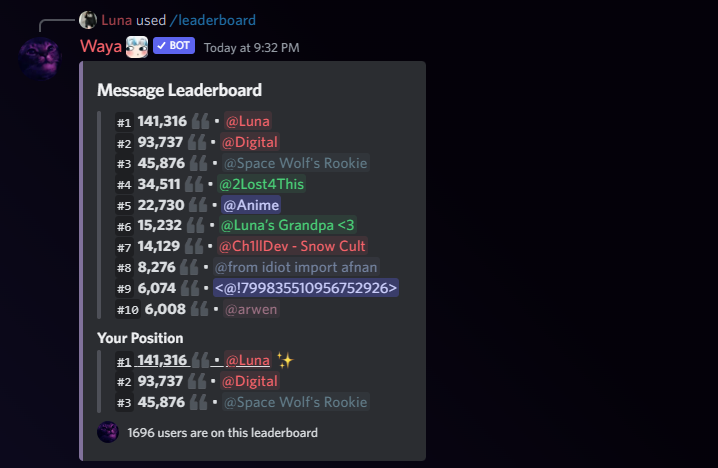 Luna used /leaderboard
Waya ✓ BOT Today at 9:32 PM
Message Leaderboard
#1 141,316 • @Luna
#2 93,737 • @Digital
#3 45,876 • @Space Wolf's Rookie
#4 34,511 • @2Lost4This
#5 22,730 • @Anime
#6 15,232 • @Luna's Grandpa <3
#7 14,129 • @Ch1llDev - Snow Cult
#8 8,276 • @from idiot import afnan
#9 6,074 • <@!799835510956752926>
#10 6,008 • @arwen
Your Position
#1 141,316 • @Luna ✨
#2 93,737 • @Digital
#3 45,876 • @Space Wolf's Rookie
1696 users are on this leaderboard